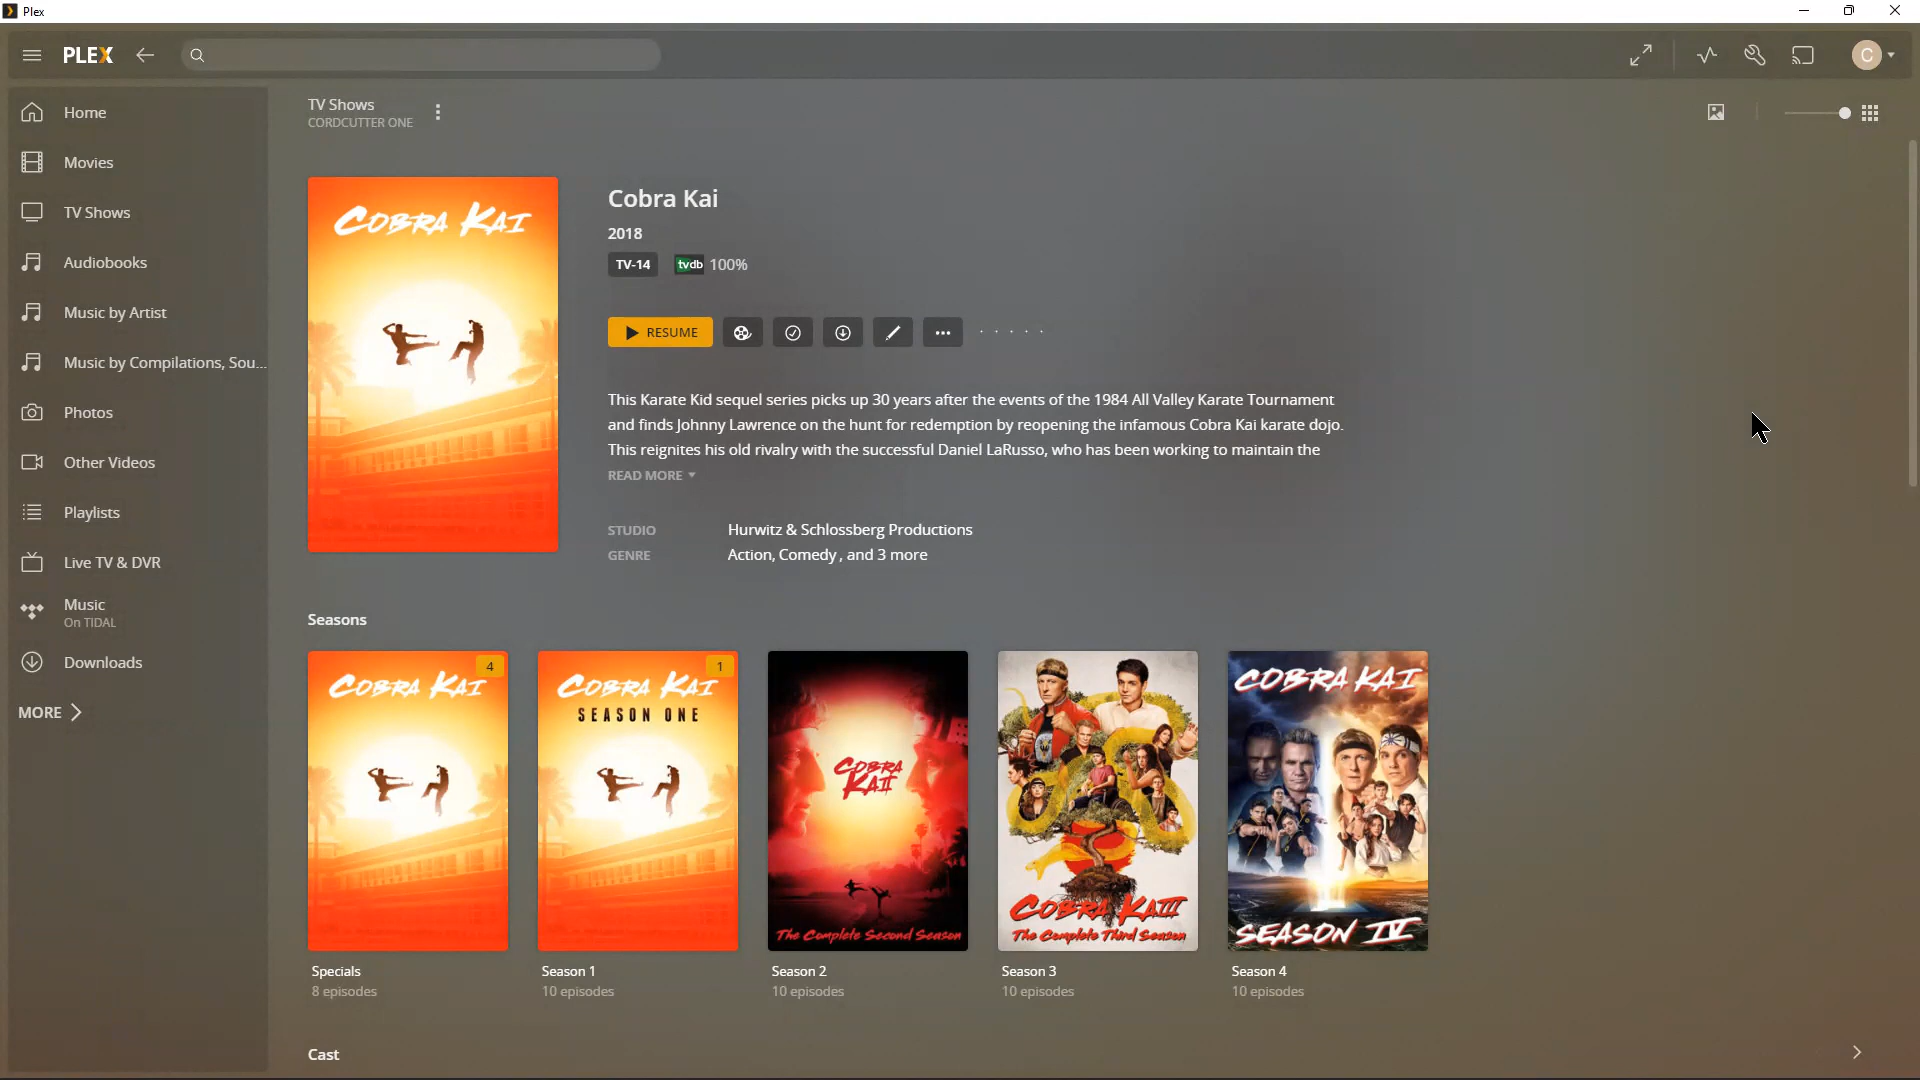 Plex
PLEX
C
Home
Movies
TV Shows
Audiobooks
Music by Artist
Music by Compilations, Sou...
Photos
Other Videos
Playlists
Live TV & DVR
Music
On TIDAL
Downloads
MORE
TV Shows
CORDCUTTER ONE
COBRA KAI
Cobra Kai
2018
TV-14
tvdb 100%
RESUME
This Karate Kid sequel series picks up 30 years after the events of the 1984 All Valley Karate Tournament
and finds Johnny Lawrence on the hunt for redemption by reopening the infamous Cobra Kai karate dojo.
This reignites his old rivalry with the successful Daniel LaRusso, who has been working to maintain the
READ MORE
STUDIO Hurwitz & Schlossberg Productions
GENRE Action, Comedy, and 3 more
Seasons
4
COBRA KAI
Specials
8 episodes
1
COBRA KAI
SEASON ONE
Season 1
10 episodes
COBRA
KAI II
The Complete Second Season
Season 2
10 episodes
COBRA KAI III
The Complete Third Season
Season 3
10 episodes
COBRA KAI
SEASON IV
Season 4
10 episodes
Cast